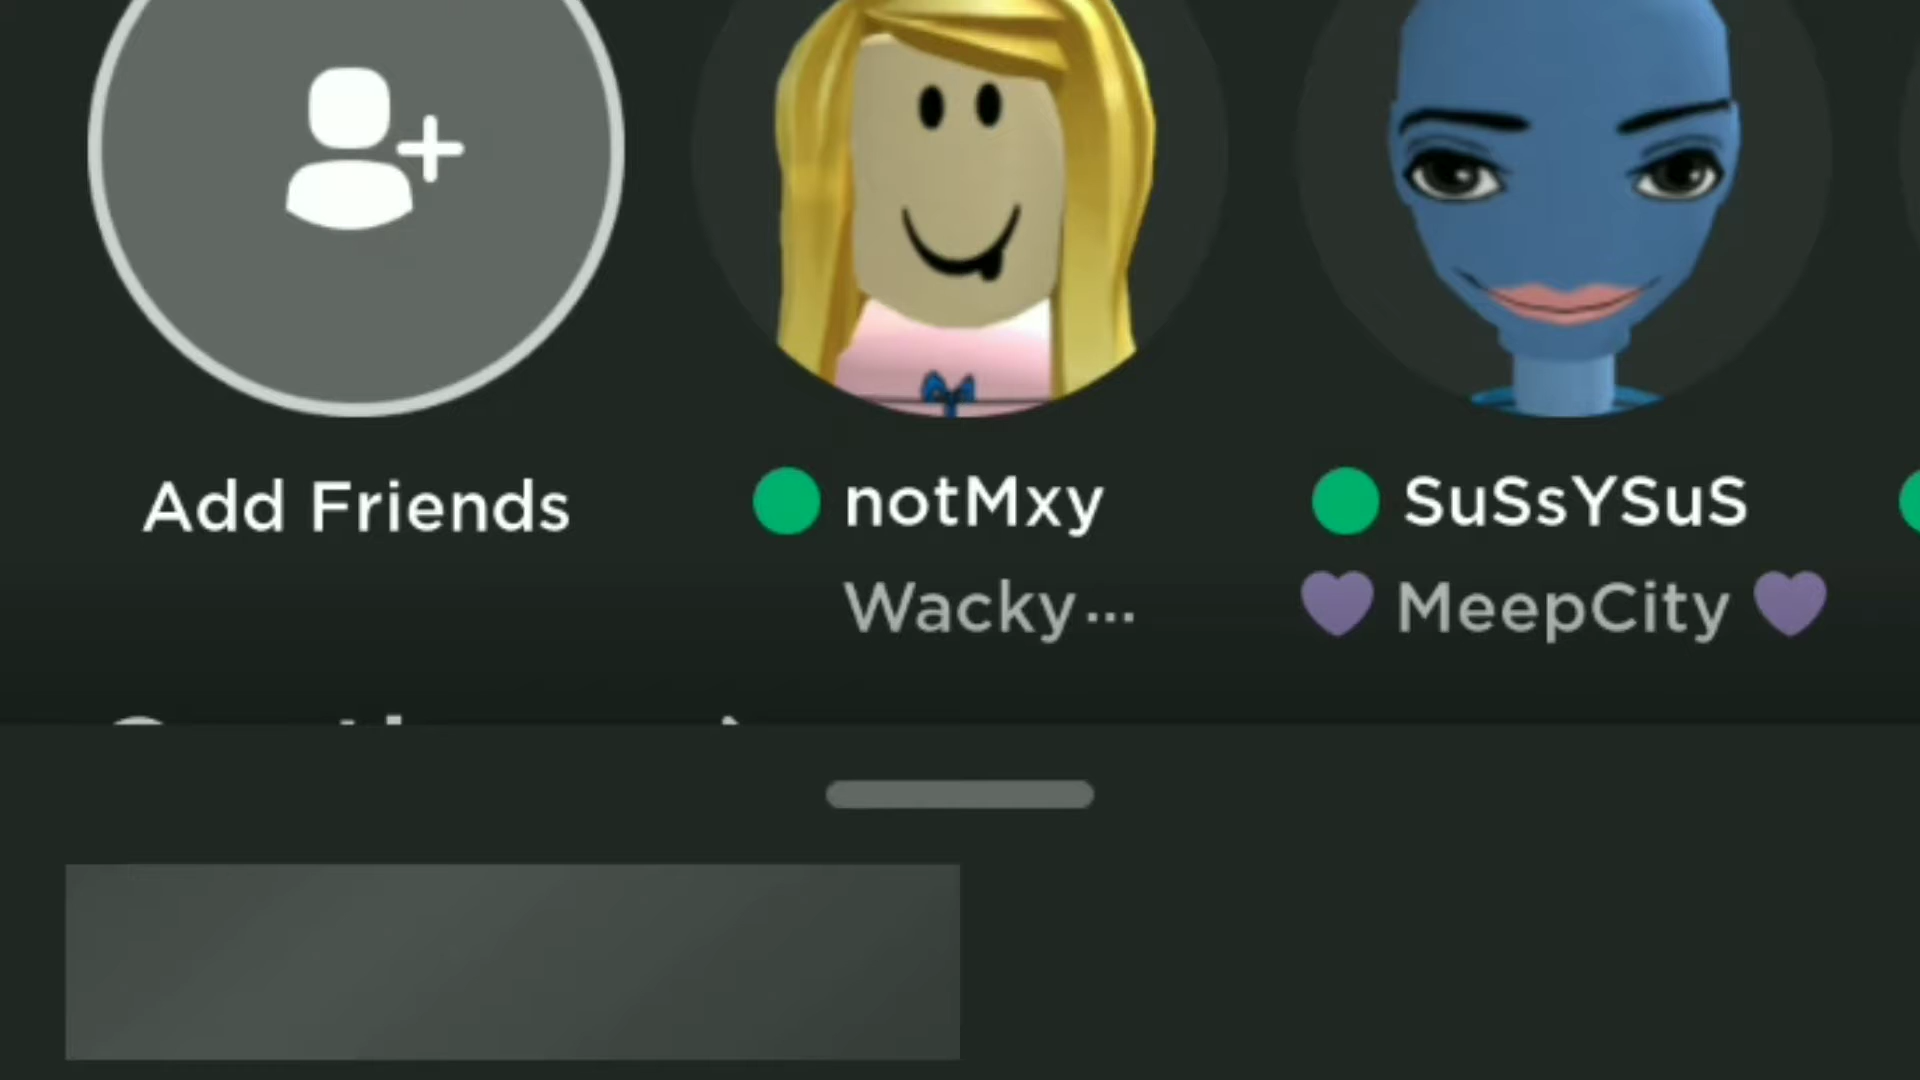 Add Friends
notMxy
SuSsYSuS
Wacky...
💜 MeepCity 💜